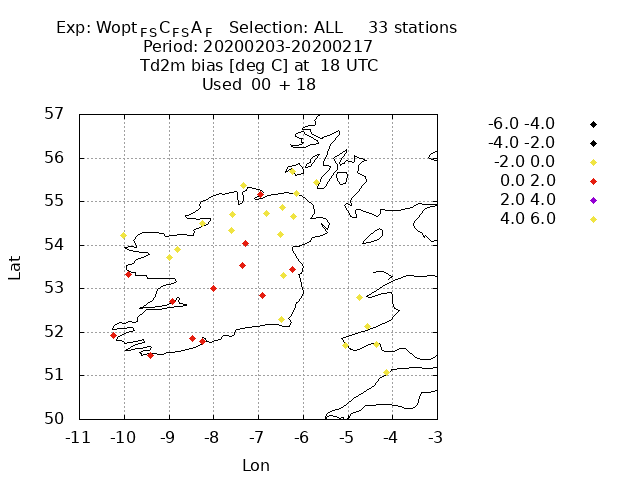 Exp: Wopt FS C FS A F Selection: ALL 33 stations
Period: 20200203-20200217
Td2m bias [deg C] at 18 UTC
Used 00 + 18
57
56
55
54
53
52
51
50
-11 -10 -9 -8 -7 -6 -5 -4 -3
Lat
Lon
-6.0 -4.0
-4.0 -2.0
-2.0 0.0
0.0 2.0
2.0 4.0
4.0 6.0